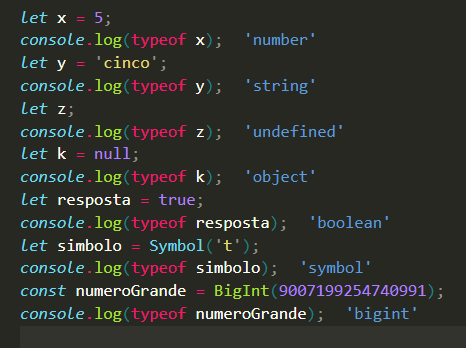 let x = 5;
console.log(typeof x);  'number'
let y = 'cinco';
console.log(typeof y);  'string'
let z;
console.log(typeof z);  'undefined'
let k = null;
console.log(typeof k);  'object'
let resposta = true;
console.log(typeof resposta);  'boolean'
let simbolo = Symbol('t');
console.log(typeof simbolo);  'symbol'
const numeroGrande = BigInt(9007199254740991);
console.log(typeof numeroGrande);  'bigint'